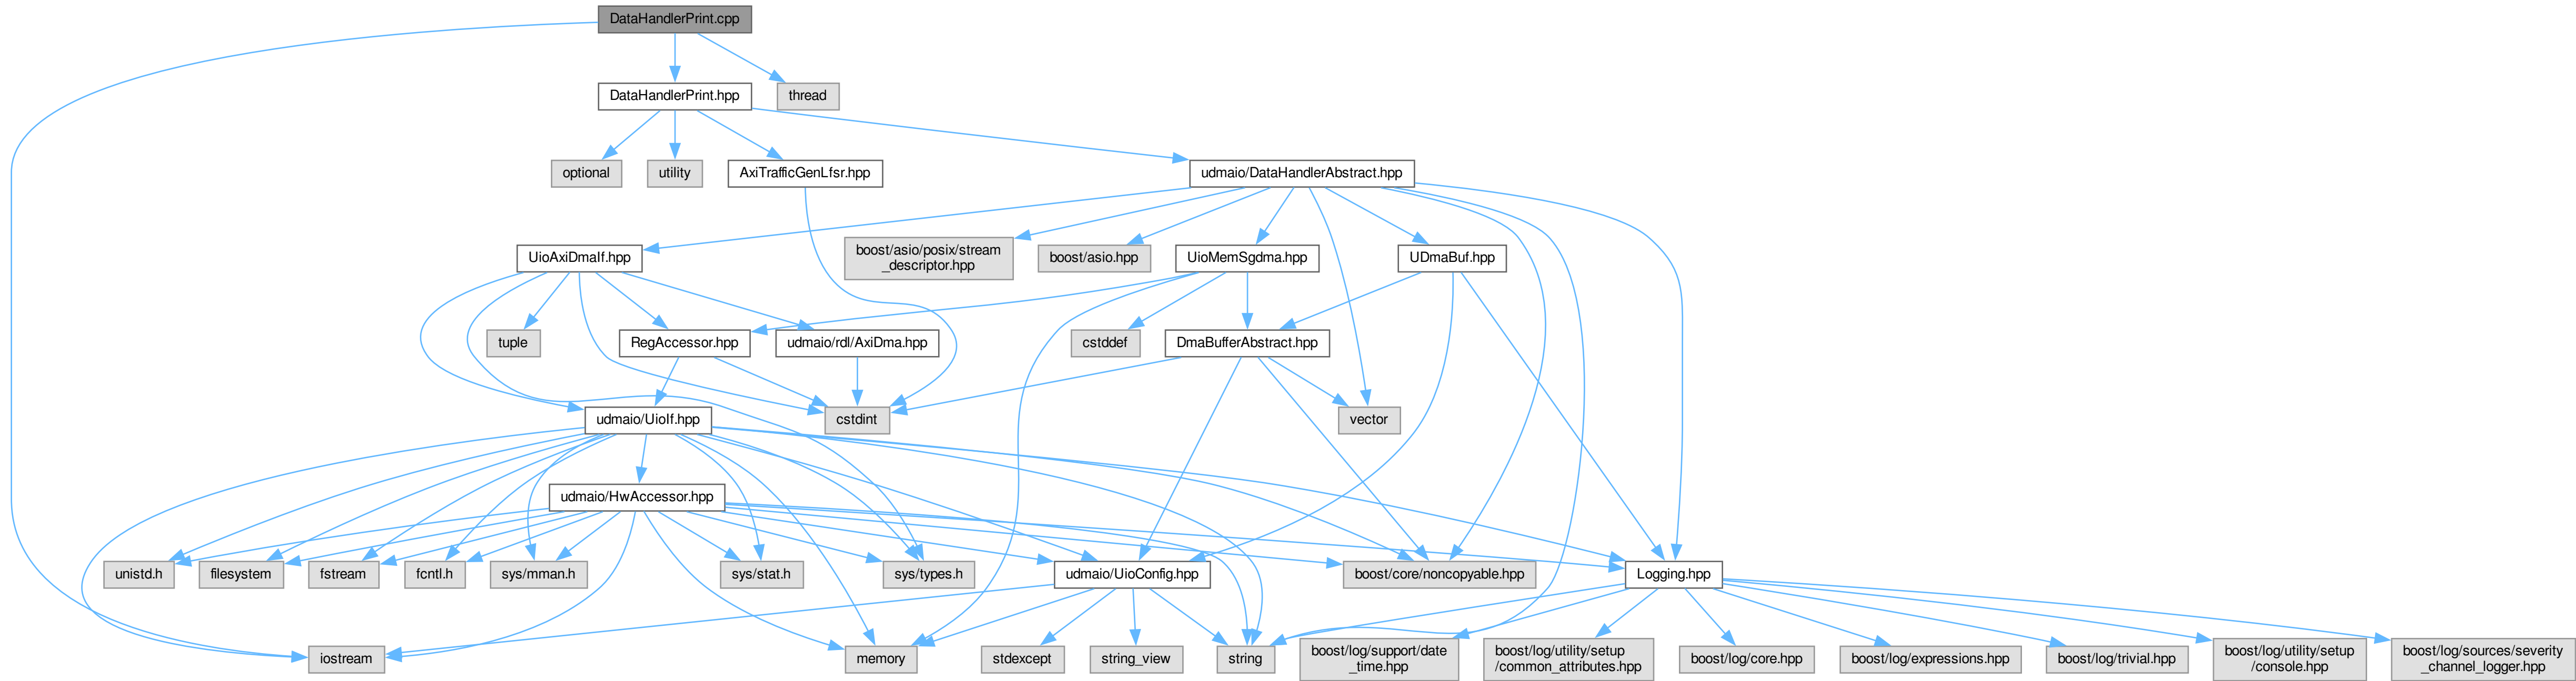 DataHandlerPrint.cpp
DataHandlerPrint.hpp
thread
optional
utility
AxiTrafficGenLfsr.hpp
udmaio/DataHandlerAbstract.hpp
UioAxiDmaIf.hpp
boost/asio/posix/stream
_descriptor.hpp
boost/asio.hpp
UioMemSgdma.hpp
UDmaBuf.hpp
tuple
RegAccessor.hpp
udmaio/rdl/AxiDma.hpp
cstddef
DmaBufferAbstract.hpp
udmaio/UioIf.hpp
cstdint
vector
udmaio/HwAccessor.hpp
unistd.h
filesystem
fstream
fcntl.h
sys/mman.h
sys/stat.h
sys/types.h
udmaio/UioConfig.hpp
boost/core/noncopyable.hpp
Logging.hpp
iostream
memory
stdexcept
string_view
string
boost/log/support/date
_time.hpp
boost/log/utility/setup
/common_attributes.hpp
boost/log/core.hpp
boost/log/expressions.hpp
boost/log/trivial.hpp
boost/log/utility/setup
/console.hpp
boost/log/sources/severity
_channel_logger.hpp